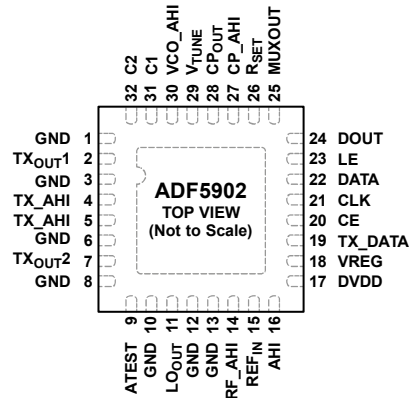 32 C2
31 C1
30 VCO_AHI
29 VTUNE
28 CPOUT
27 CP_AHI
26 RSET
25 MUXOUT
GND 1
TXOUT1 2
GND 3
TX_AHI 4
TX_AHI 5
GND 6
TXOUT2 7
GND 8
ADF5902
TOP VIEW
(Not to Scale)
24 DOUT
23 LE
22 DATA
21 CLK
20 CE
19 TX_DATA
18 VREG
17 DVDD
ATEST 9
GND 10
LOOUT 11
GND 12
GND 13
RF_AHI 14
REFIN 15
AHI 16